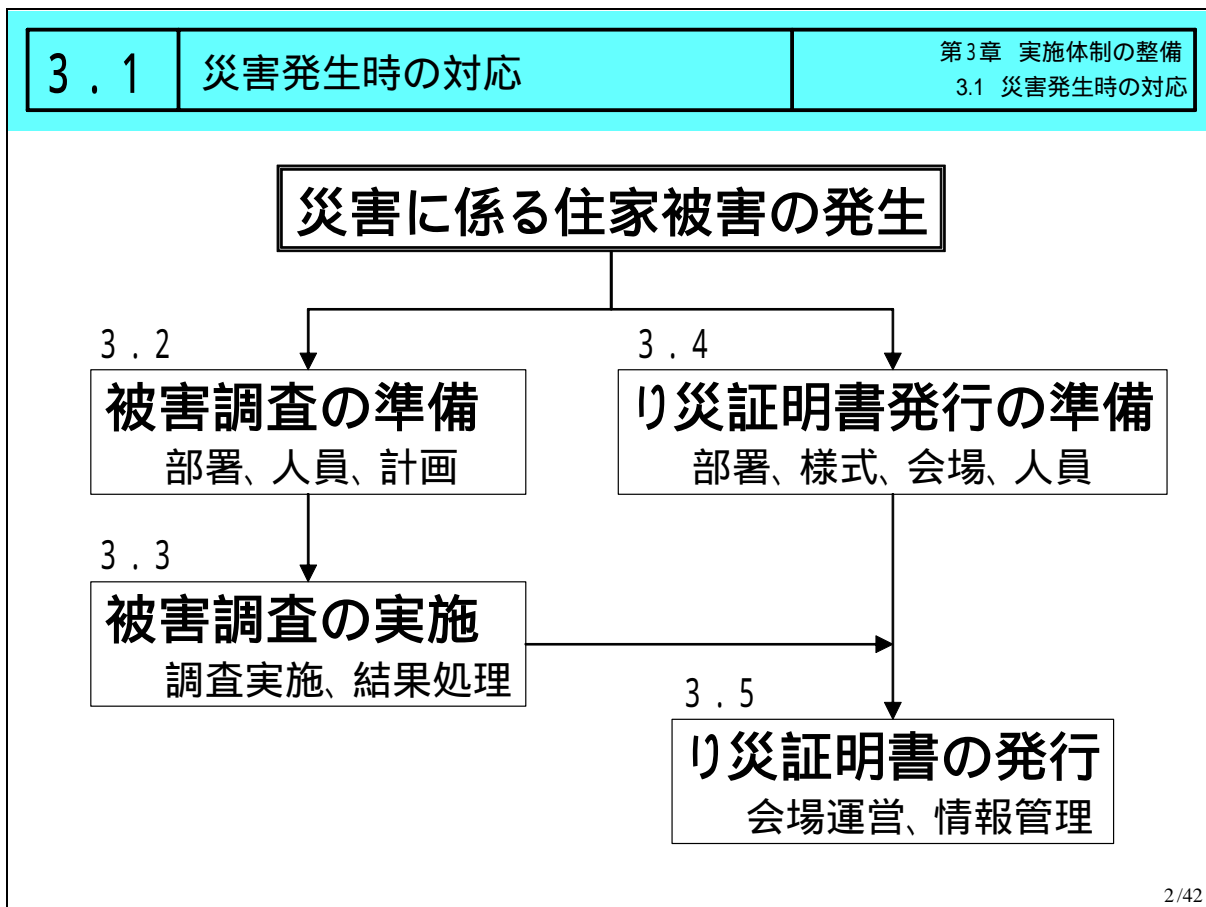 3.1
災害発生時の対応
第3章 実施体制の整備
3.1 災害発生時の対応
災害に係る住家被害の発生
3.2
被害調査の準備
部署、人員、計画
3.4
り災証明書発行の準備
部署、様式、会場、人員
3.3
被害調査の実施
調査実施、結果処理
3.5
り災証明書の発行
会場運営、情報管理
2/42